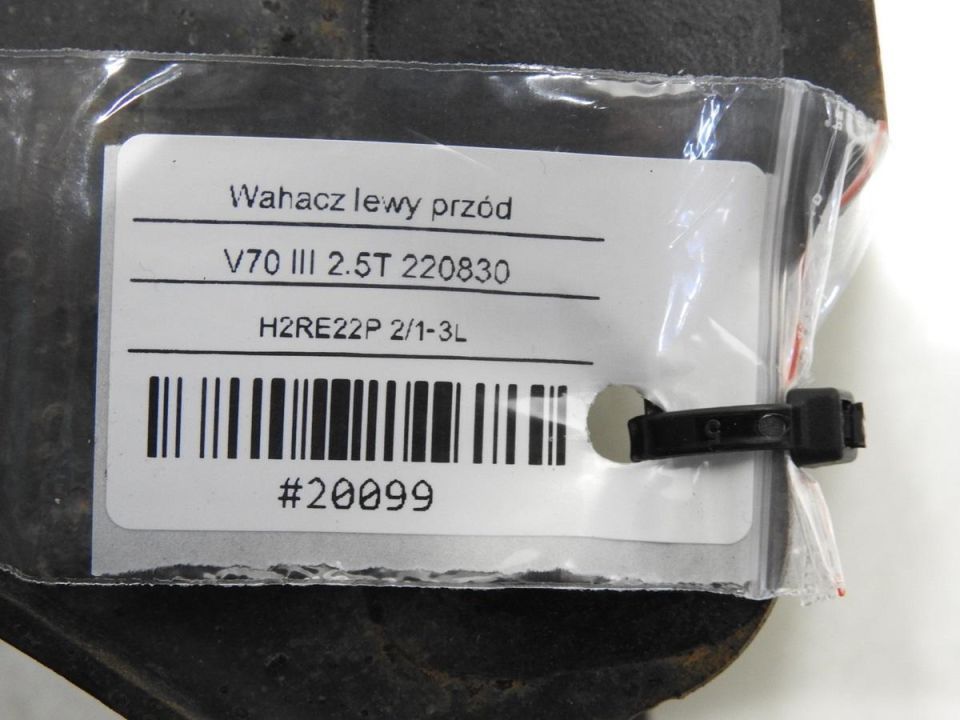 Wahacz lewy przód
V70 III 2.5T 220830
H2RE22P 2/1-3L
#20099